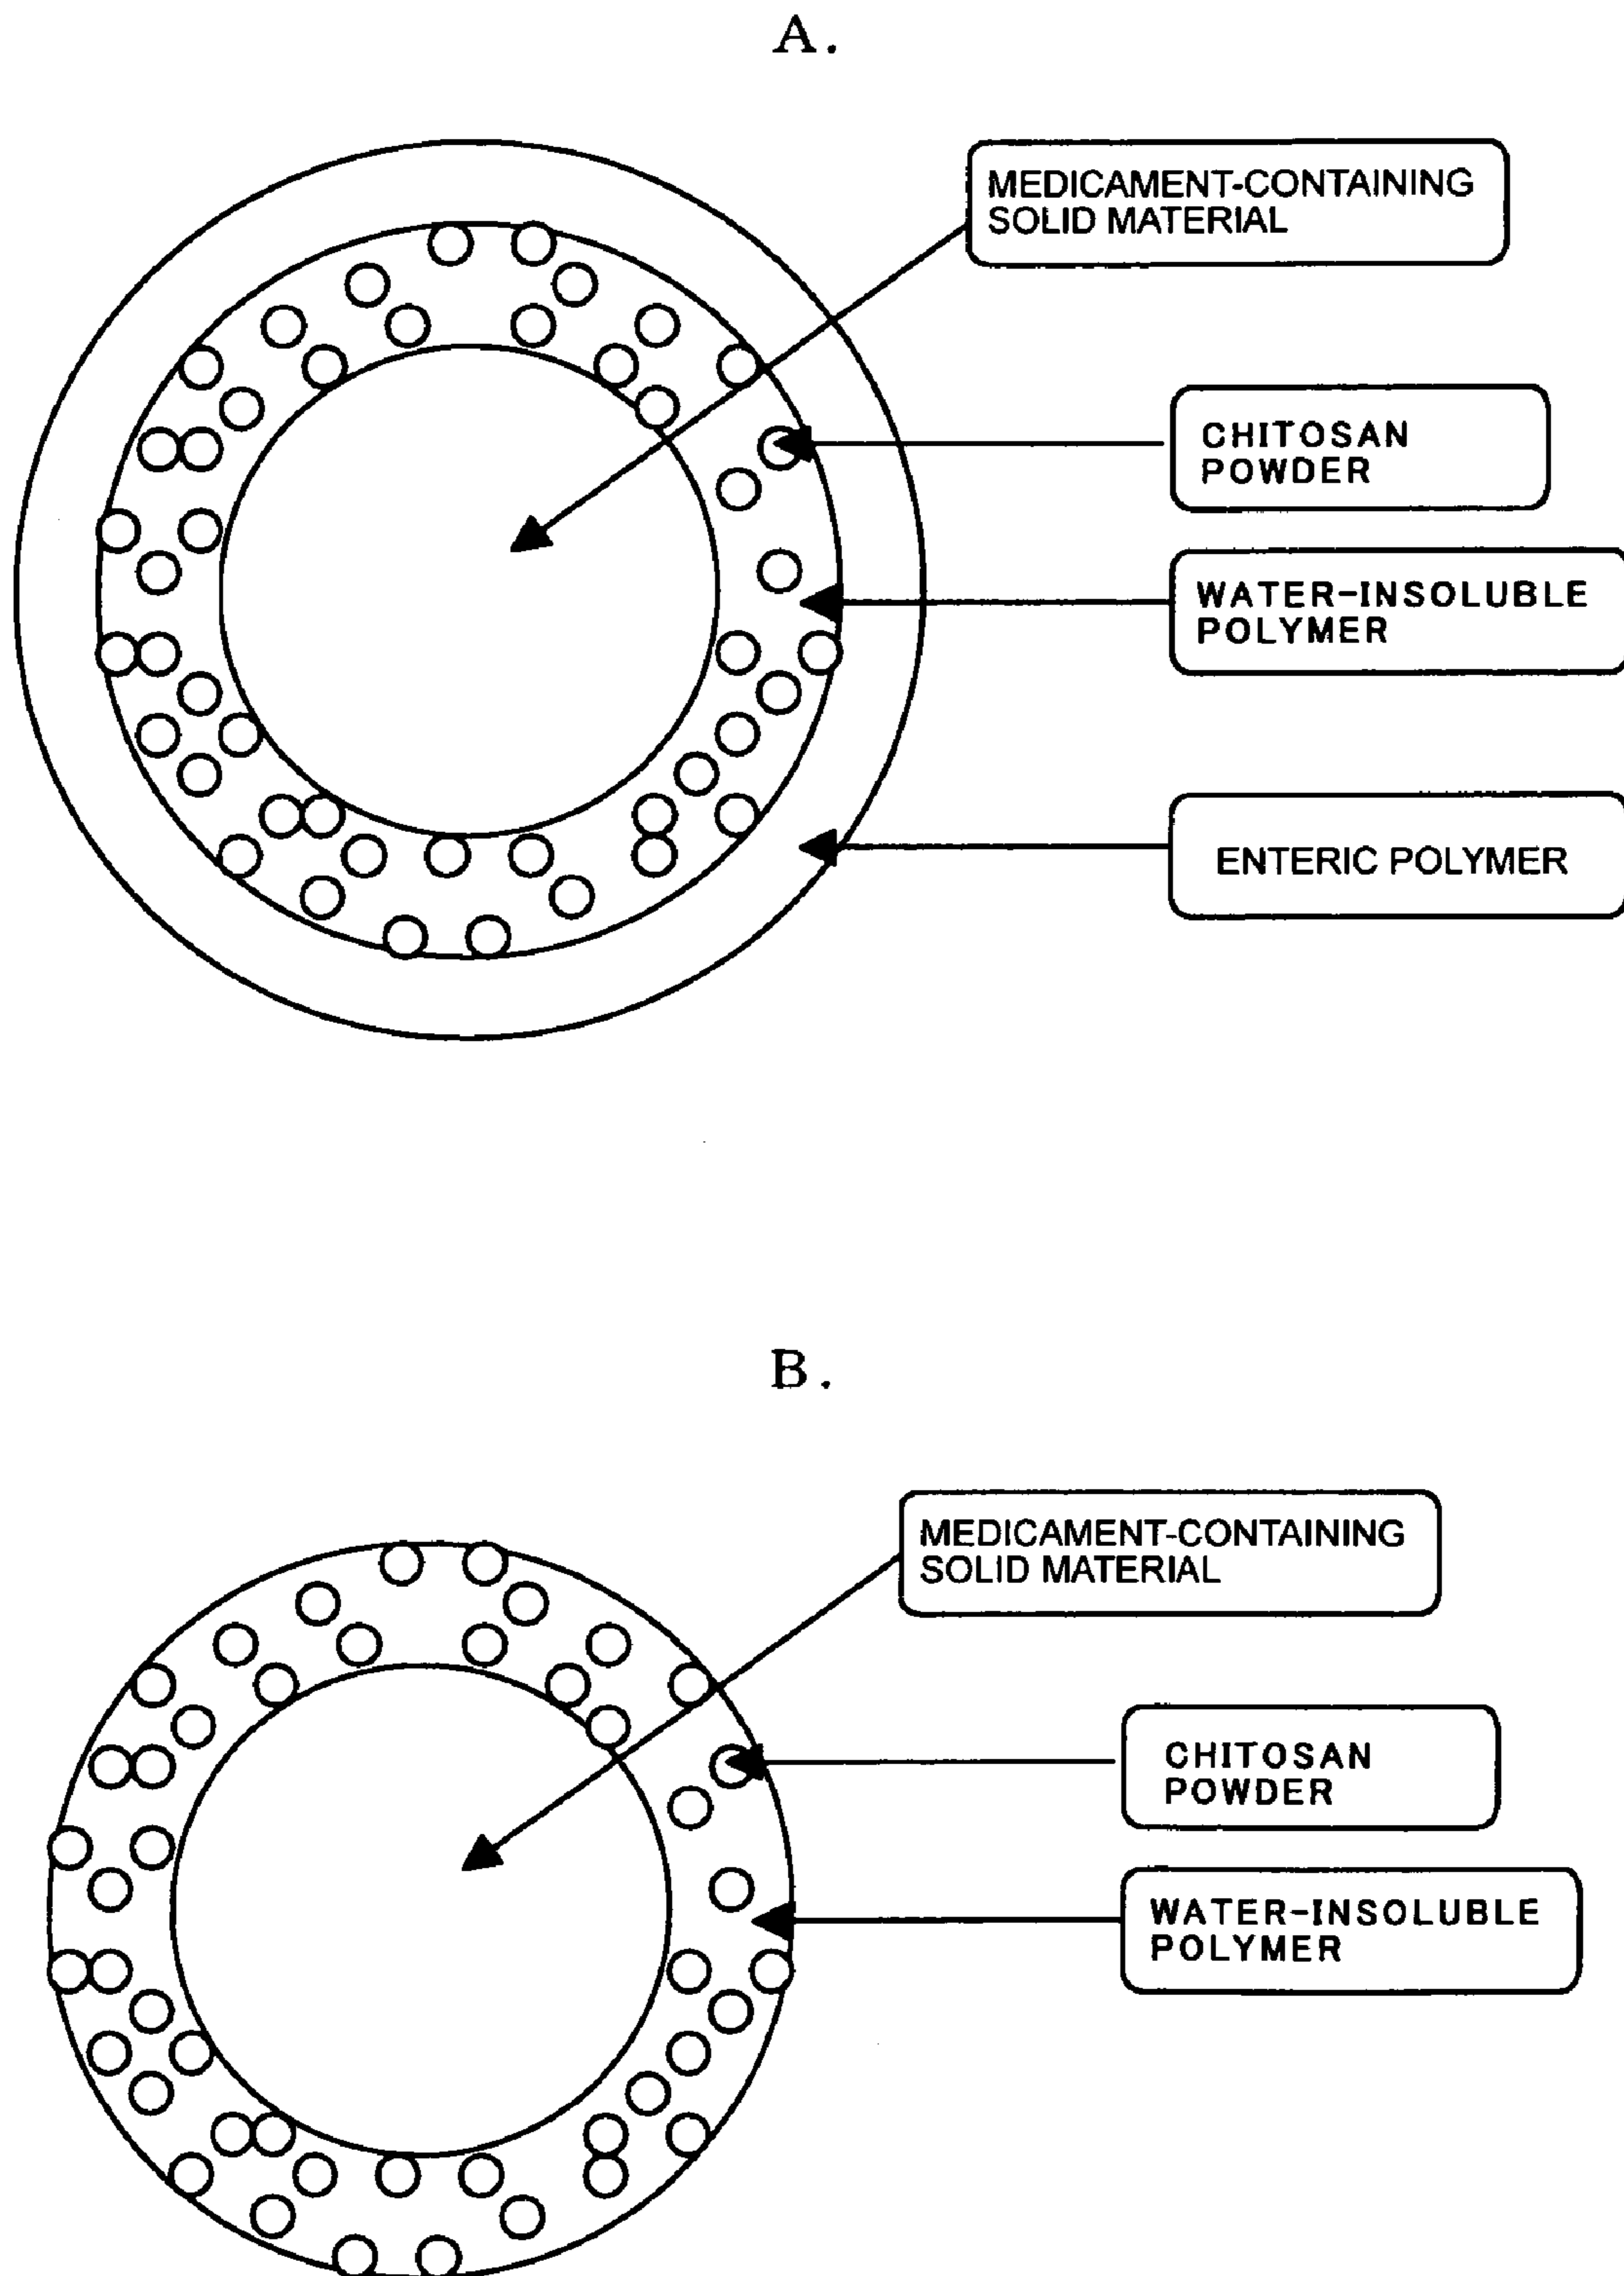 A.
MEDICAMENT-CONTAINING
SOLID MATERIAL
CHITOSAN
POWDER
WATER-INSOLUBLE
POLYMER
ENTERIC POLYMER
B.
MEDICAMENT-CONTAINING
SOLID MATERIAL
CHITOSAN
POWDER
WATER-INSOLUBLE
POLYMER